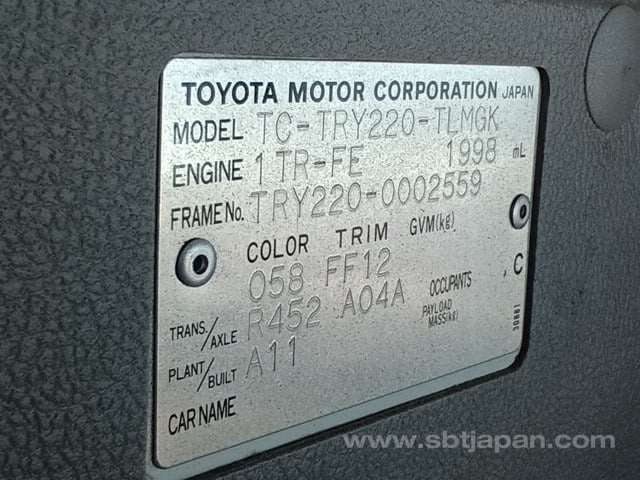 TOYOTA MOTOR CORPORATION JAPAN
MODEL TC-TRY220-TLMGK
ENGINE 1TR-FE 1998 mL
FRAME No. TRY220-0002559
COLOR TRIM GVM(kg)
058 FF12 C
TRANS./AXLE R452 A04A OCCUPANTS PAYLOAD MASS(kg)
PLANT/BUILT A11
CAR NAME
30881
www.sbtjapan.com